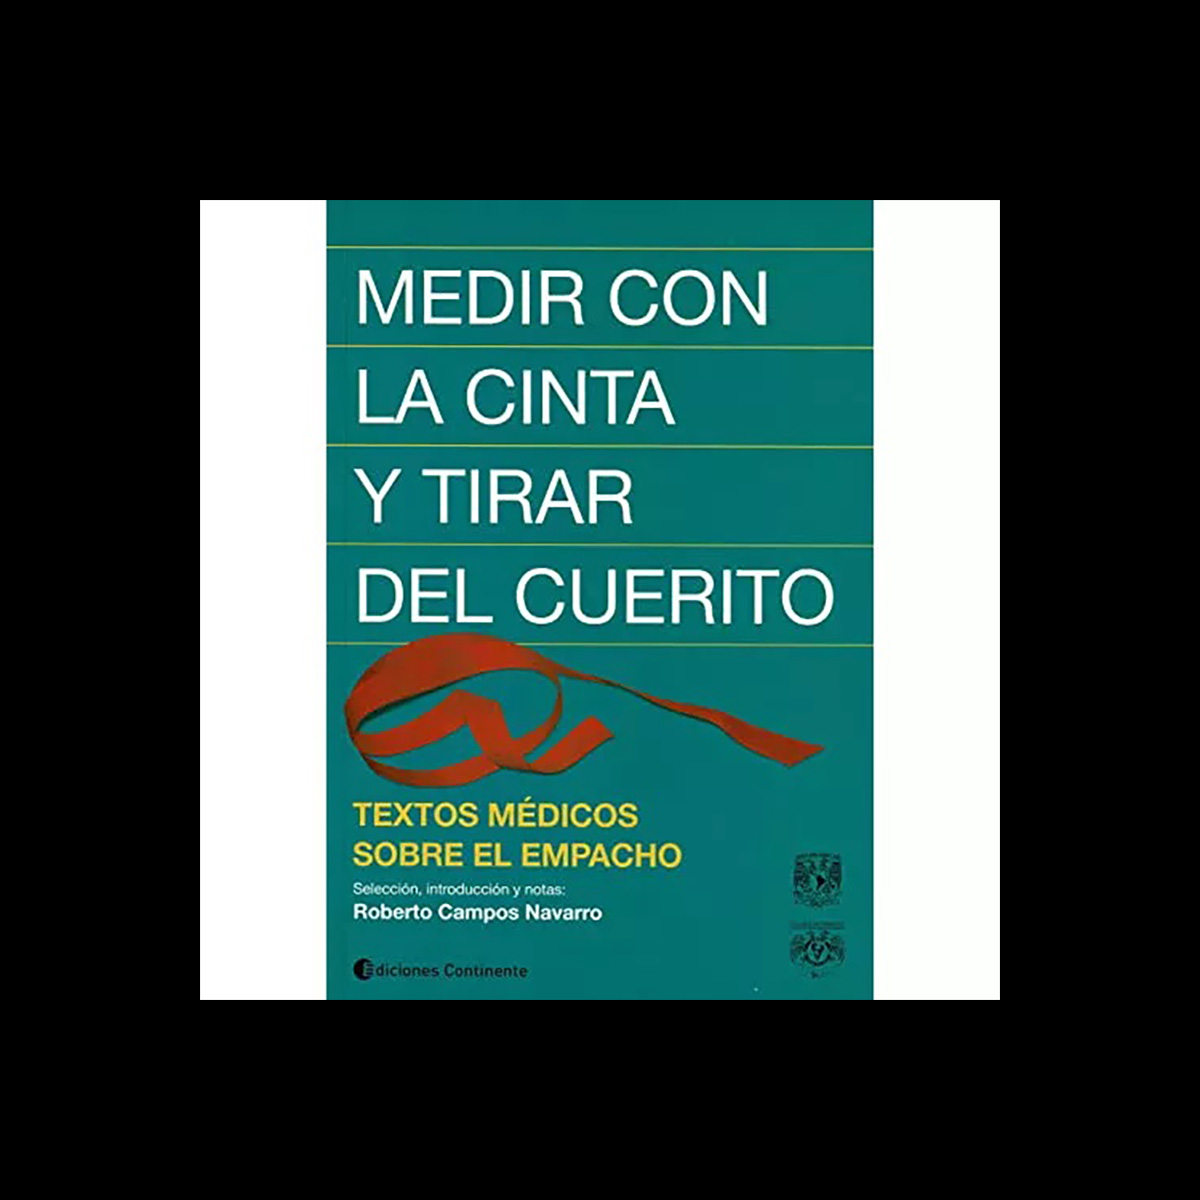 MEDIR CON
LA CINTA
Y TIRAR
DEL CUERITO
TEXTOS MÉDICOS
SOBRE EL EMPACHO
Selección, introducción y notas:
Roberto Campos Navarro
Ediciones Continente